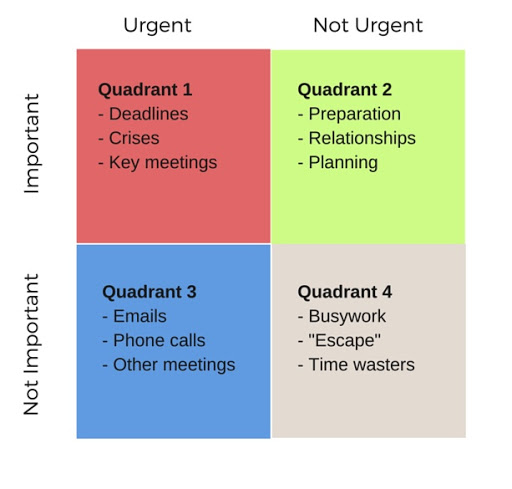 Urgent
Not Urgent
Important
Quadrant 1
- Deadlines
- Crises
- Key meetings
Quadrant 2
- Preparation
- Relationships
- Planning
Not Important
Quadrant 3
- Emails
- Phone calls
- Other meetings
Quadrant 4
- Busywork
- "Escape"
- Time wasters